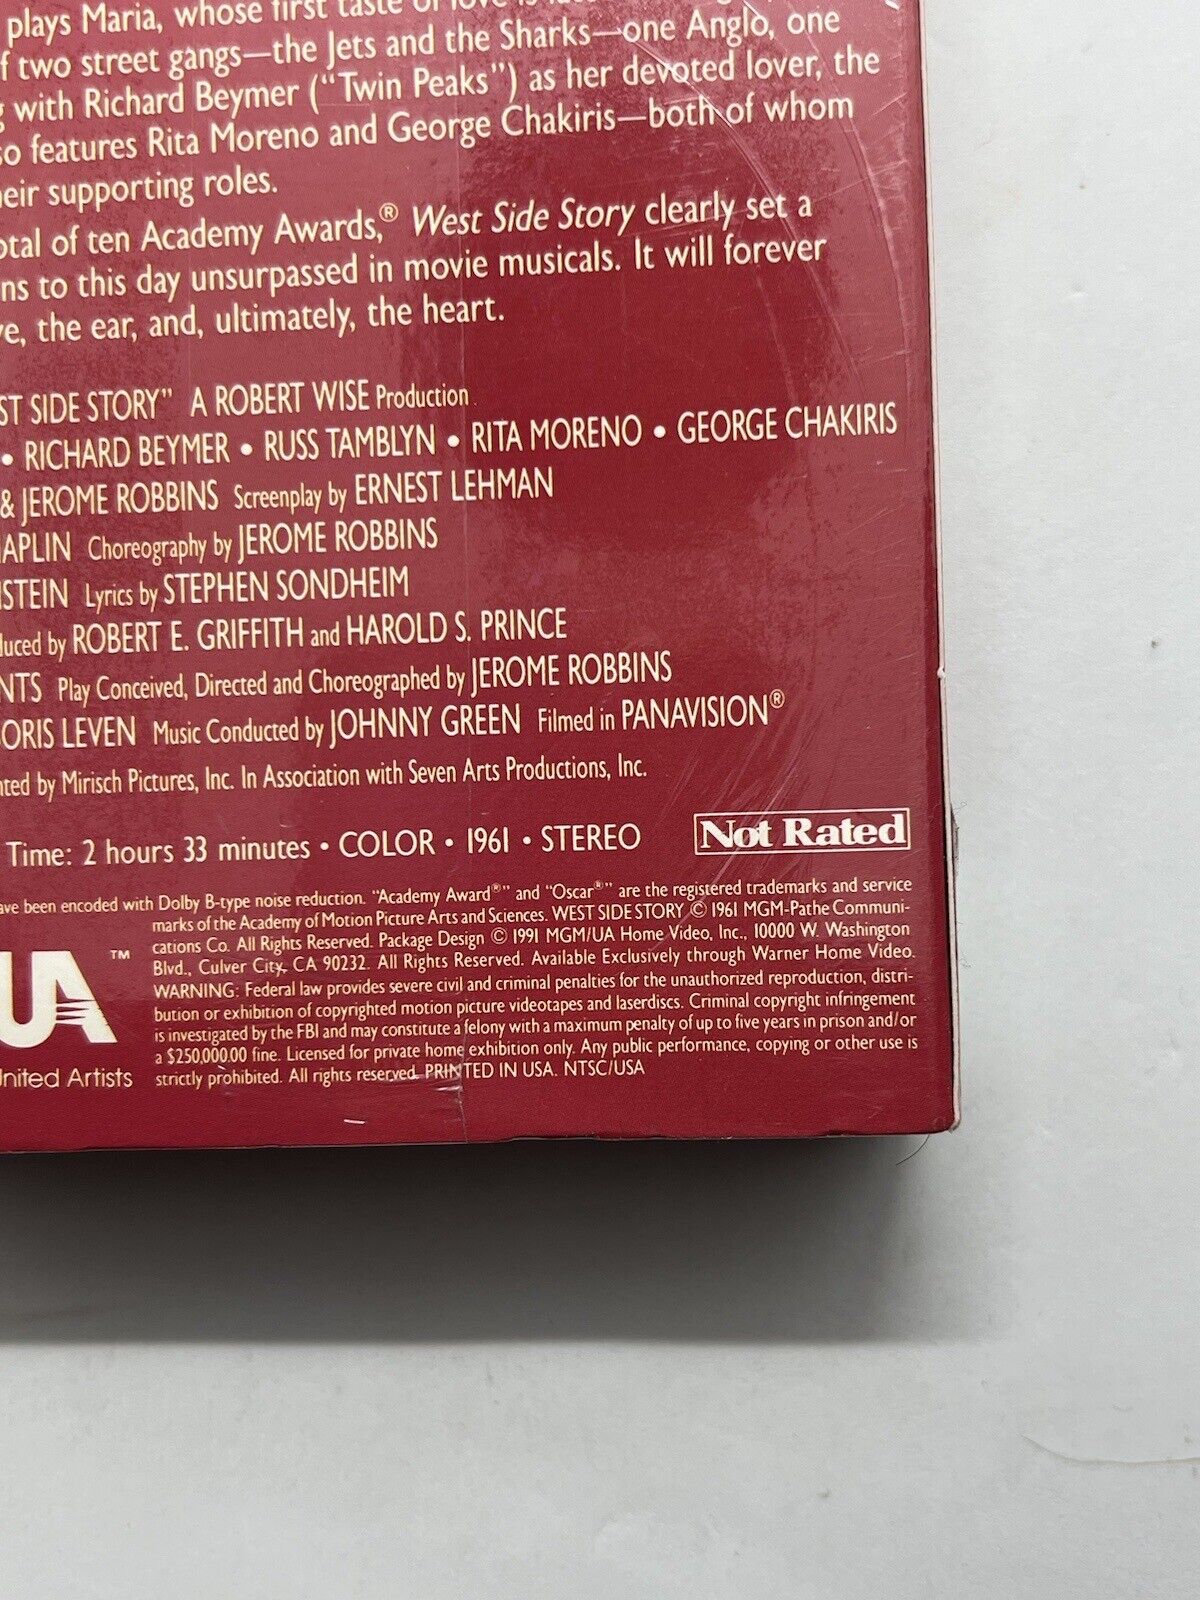 plays Maria, whose first taste of love is
f two street gangs—the Jets and the Sharks—one Anglo, one
g with Richard Beymer (“Twin Peaks”) as her devoted lover, the
so features Rita Moreno and George Chakiris—both of whom
heir supporting roles.
otal of ten Academy Awards,® West Side Story clearly set a
ns to this day unsurpassed in movie musicals. It will forever
ye, the ear, and, ultimately, the heart.
ST SIDE STORY” A ROBERT WISE Production
• RICHARD BEYMER • RUSS TAMBLYN • RITA MORENO • GEORGE CHAKIRIS
& JEROME ROBBINS Screenplay by ERNEST LEHMAN
HAPLIN Choreography by JEROME ROBBINS
NSTEIN Lyrics by STEPHEN SONDHEIM
duced by ROBERT E. GRIFFITH and HAROLD S. PRINCE
NTS Play Conceived, Directed and Choreographed by JEROME ROBBINS
BORIS LEVEN Music Conducted by JOHNNY GREEN Filmed in PANAVISION®
nted by Mirisch Pictures, Inc. In Association with Seven Arts Productions, Inc.
Time: 2 hours 33 minutes • COLOR • 1961 • STEREO Not Rated
ave been encoded with Dolby B-type noise reduction. “Academy Award®” and “Oscar®” are the registered trademarks and service
marks of the Academy of Motion Picture Arts and Sciences. WEST SIDE STORY © 1961 MGM-Pathe Communi-
cations Co. All Rights Reserved. Package Design © 1991 MGM/UA Home Video, Inc., 10000 W. Washington
Blvd., Culver City, CA 90232. All Rights Reserved. Available Exclusively through Warner Home Video.
WARNING: Federal law provides severe civil and criminal penalties for the unauthorized reproduction, distri-
bution or exhibition of copyrighted motion picture videotapes and laserdiscs. Criminal copyright infringement
is investigated by the FBI and may constitute a felony with a maximum penalty of up to five years in prison and/or
a $250,000.00 fine. Licensed for private home exhibition only. Any public performance, copying or other use is
strictly prohibited. All rights reserved. PRINTED IN USA. NTSC/USA
UA™
United Artists